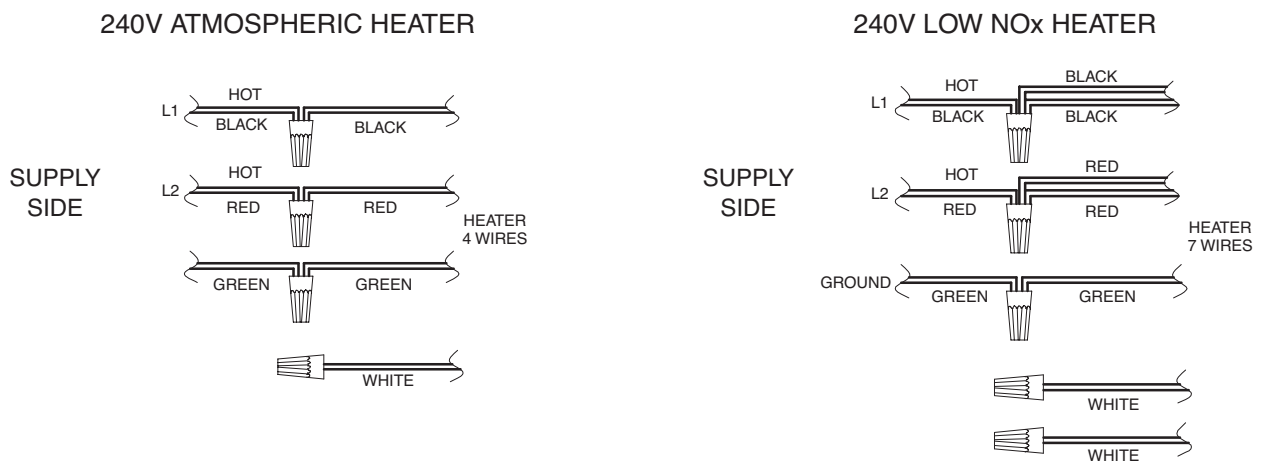 240V ATMOSPHERIC HEATER
L1
HOT
BLACK
BLACK
SUPPLY
SIDE
L2
HOT
RED
RED
HEATER
4 WIRES
GREEN
GREEN
WHITE
240V LOW NOx HEATER
L1
HOT
BLACK
BLACK
BLACK
SUPPLY
SIDE
L2
HOT
RED
RED
RED
HEATER
7 WIRES
GROUND
GREEN
GREEN
WHITE
WHITE